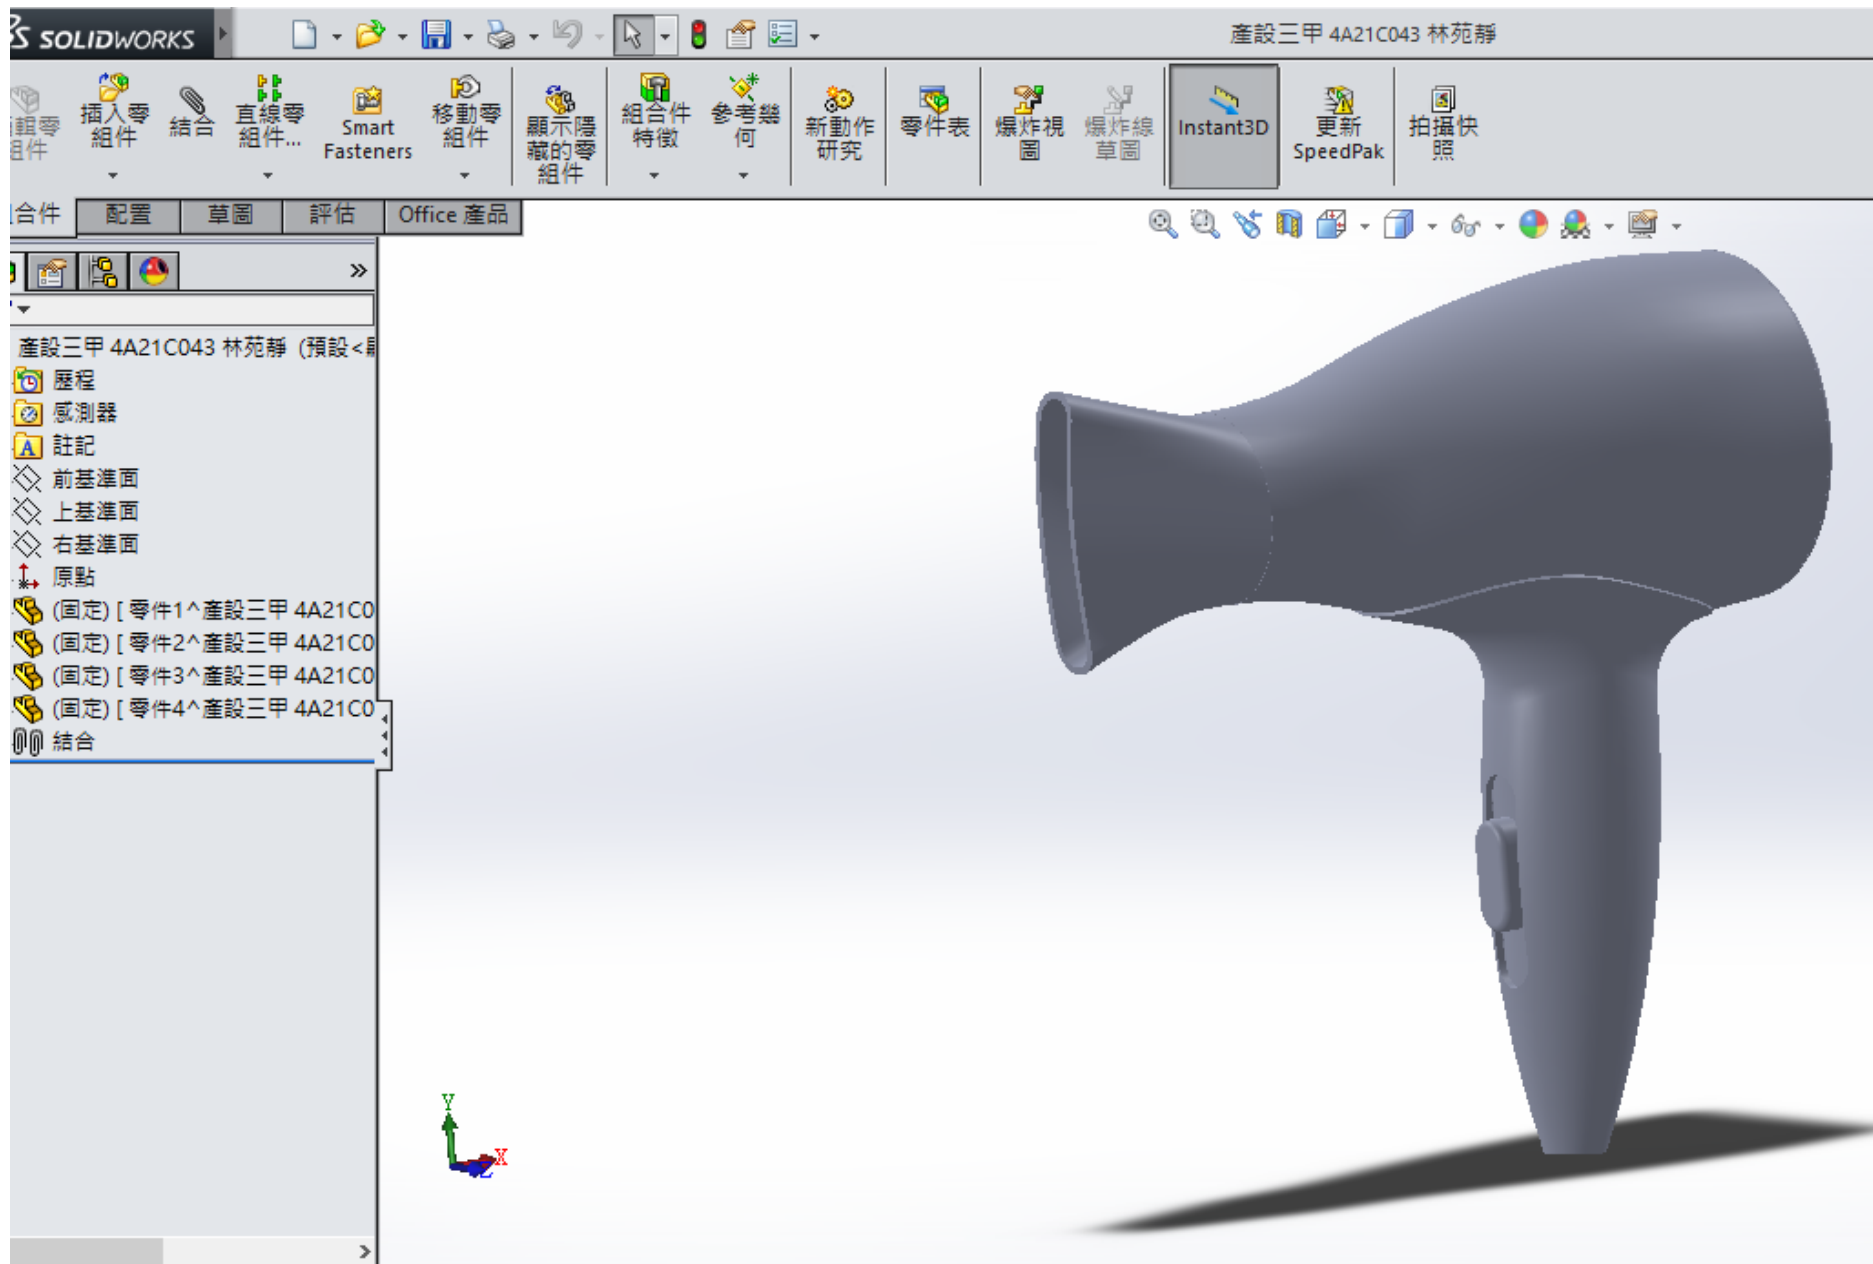 SOLIDWORKS
產設三甲 4A21C043 林苑靜
輯零
組件
插入零
組件
結合
直線零
組件...
Smart
Fasteners
移動零
組件
顯示隱
藏的零
組件
組合件
特徵
參考幾
何
新動作
研究
零件表
爆炸視
圖
爆炸線
草圖
Instant3D
更新
SpeedPak
拍攝快
照
合件
配置
草圖
評估
Office 產品
»
產設三甲 4A21C043 林苑靜 (預設<
歷程
感測器
A 註記
前基準面
上基準面
右基準面
原點
(固定) [ 零件1^產設三甲 4A21C0
(固定) [ 零件2^產設三甲 4A21C0
(固定) [ 零件3^產設三甲 4A21C0
(固定) [ 零件4^產設三甲 4A21C0
結合
Y
X
Z